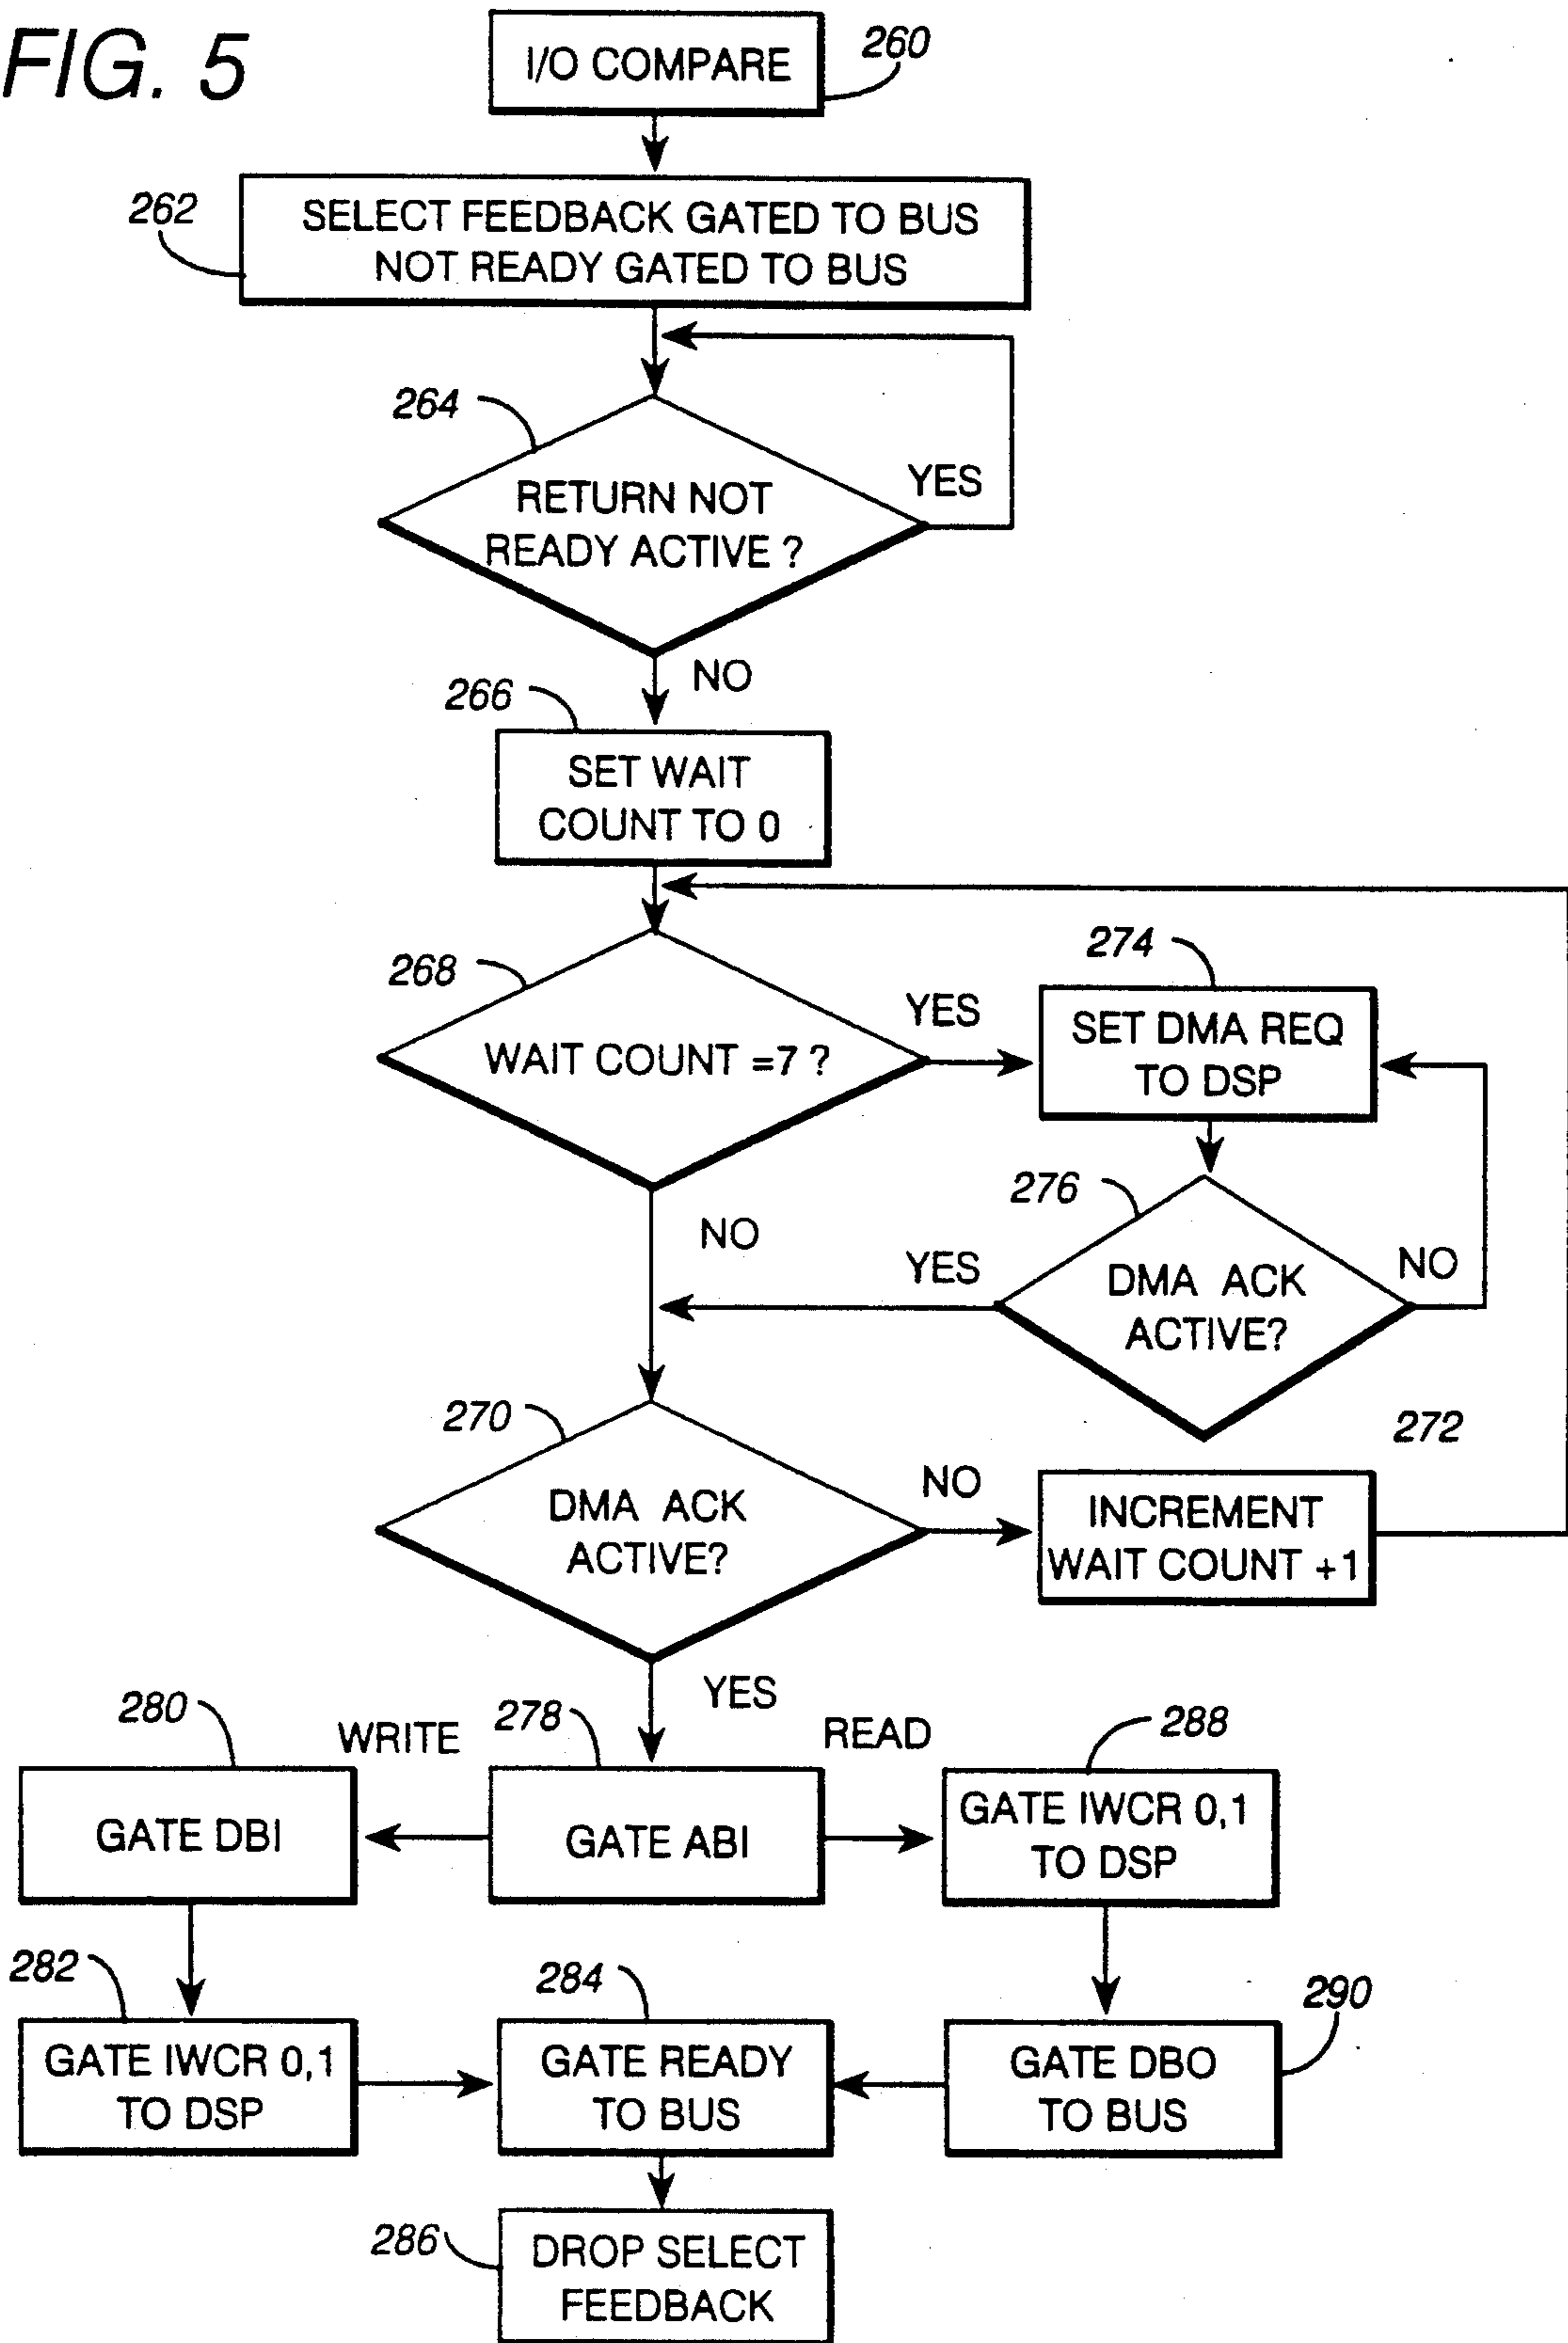 FIG. 5
I/O COMPARE
260
262
SELECT FEEDBACK GATED TO BUS
NOT READY GATED TO BUS
264
RETURN NOT
READY ACTIVE ?
YES
NO
266
SET WAIT
COUNT TO 0
268
WAIT COUNT =7 ?
YES
NO
274
SET DMA REQ
TO DSP
276
DMA ACK
ACTIVE?
YES
NO
270
DMA ACK
ACTIVE?
NO
YES
272
INCREMENT
WAIT COUNT +1
280
WRITE
278
READ
288
GATE DBI
GATE ABI
GATE IWCR 0,1
TO DSP
282
284
290
GATE IWCR 0,1
TO DSP
GATE READY
TO BUS
GATE DBO
TO BUS
286
DROP SELECT
FEEDBACK